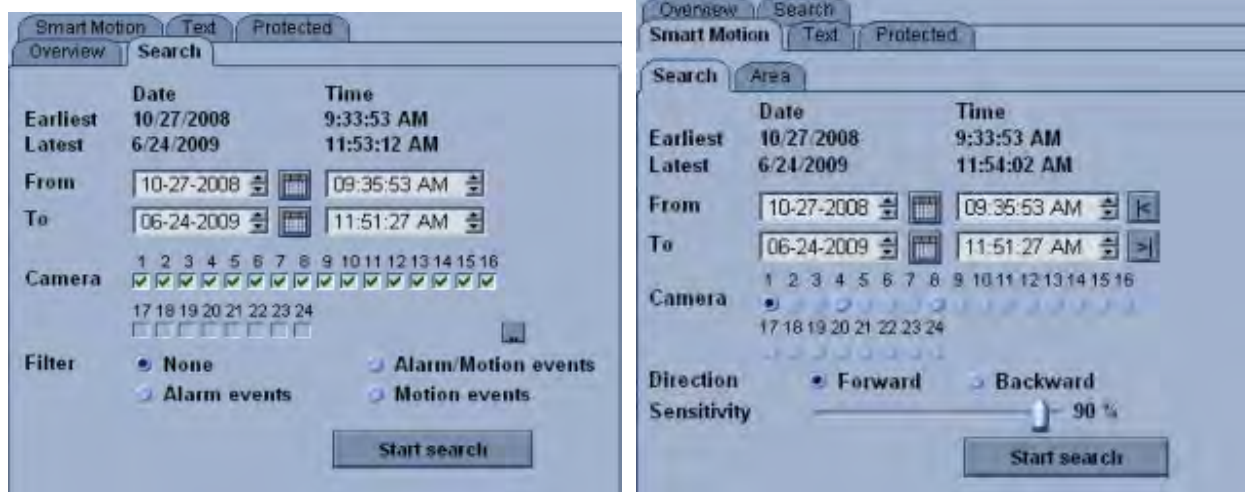 Smart Motion Text Protected
Overview Search
Date Time
Earliest 10/27/2008 9:33:53 AM
Latest 6/24/2009 11:53:12 AM
From 10-27-2008 09:35:53 AM
To 06-24-2009 11:51:27 AM
1 2 3 4 5 6 7 8 9 10 11 12 13 14 15 16
Camera
17 18 19 20 21 22 23 24
..
Filter None Alarm/Motion events
Alarm events Motion events
Start search
Overview Search
Smart Motion Text Protected
Search Area
Date Time
Earliest 10/27/2008 9:33:53 AM
Latest 6/24/2009 11:54:02 AM
From 10-27-2008 09:35:53 AM |<
To 06-24-2009 11:51:27 AM >|
1 2 3 4 5 6 7 8 9 10 11 12 13 14 15 16
Camera
17 18 19 20 21 22 23 24
Direction Forward Backward
Sensitivity 90 %
Start search